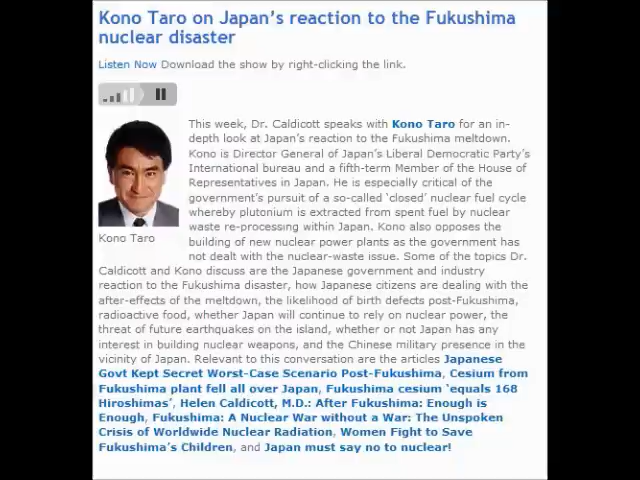 Kono Taro on Japan's reaction to the Fukushima
nuclear disaster
Listen Now Download the show by right-clicking the link.
This week, Dr. Caldicott speaks with Kono Taro for an in-
depth look at Japan's reaction to the Fukushima meltdown.
Kono is Director General of Japan's Liberal Democratic Party's
International bureau and a fifth-term Member of the House of
Representatives in Japan. He is especially critical of the
government's pursuit of a so-called 'closed' nuclear fuel cycle
whereby plutonium is extracted from spent fuel by nuclear
waste re-processing within Japan. Kono also opposes the
Kono Taro
building of new nuclear power plants as the government has
not dealt with the nuclear-waste issue. Some of the topics Dr.
Caldicott and Kono discuss are the Japanese government and industry
reaction to the Fukushima disaster, how Japanese citizens are dealing with the
after-effects of the meltdown, the likelihood of birth defects post-Fukushima,
radioactive food, whether Japan will continue to rely on nuclear power, the
threat of future earthquakes on the island, whether or not Japan has any
interest in building nuclear weapons, and the Chinese military presence in the
vicinity of Japan. Relevant to this conversation are the articles Japanese
Govt Kept Secret Worst-Case Scenario Post-Fukushima, Cesium from
Fukushima plant fell all over Japan, Fukushima cesium 'equals 168
Hiroshimas', Helen Caldicott, M.D.: After Fukushima: Enough is
Enough, Fukushima: A Nuclear War without a War: The Unspoken
Crisis of Worldwide Nuclear Radiation, Women Fight to Save
Fukushima's Children, and Japan must say no to nuclear!